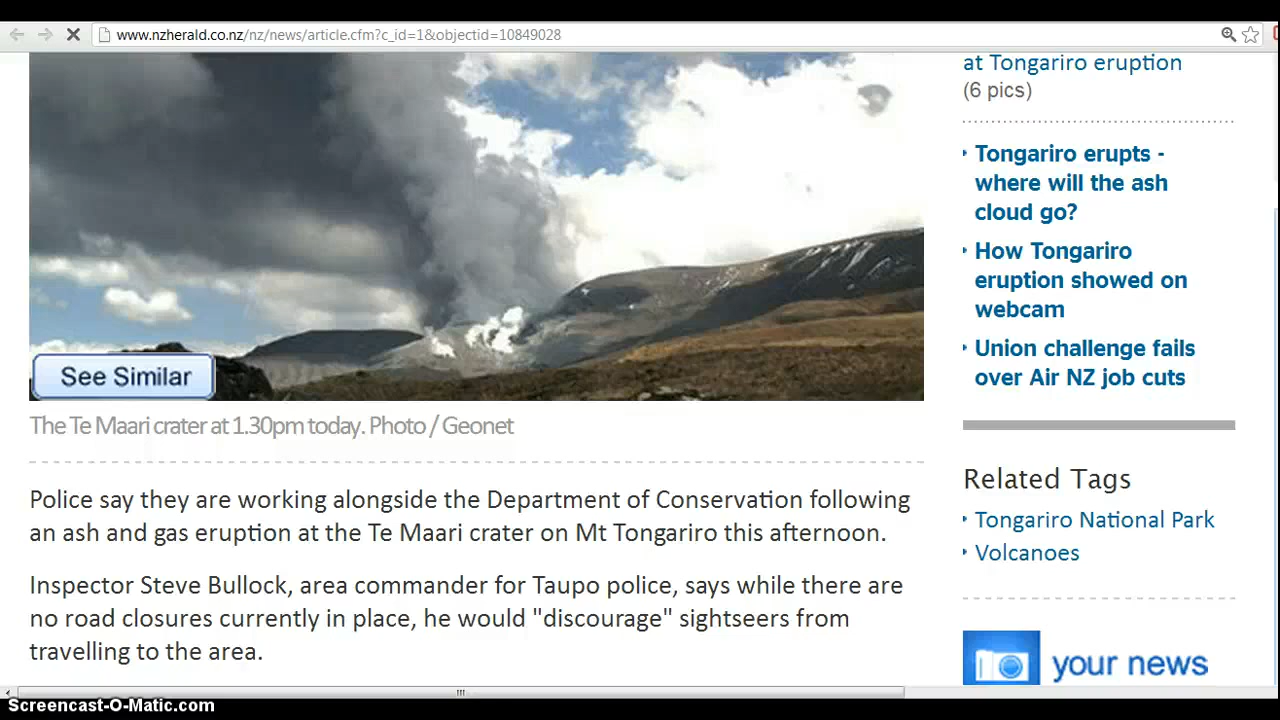 www.nzherald.co.nz/nz/news/article.cfm?c_id=1&objectid=10849028
See Similar
The Te Maari crater at 1.30pm today. Photo / Geonet
Police say they are working alongside the Department of Conservation following
an ash and gas eruption at the Te Maari crater on Mt Tongariro this afternoon.
Inspector Steve Bullock, area commander for Taupo police, says while there are
no road closures currently in place, he would "discourage" sightseers from
travelling to the area.
at Tongariro eruption
(6 pics)
Tongariro erupts -
where will the ash
cloud go?
How Tongariro
eruption showed on
webcam
Union challenge fails
over Air NZ job cuts
Related Tags
Tongariro National Park
Volcanoes
your news
Screencast-O-Matic.com